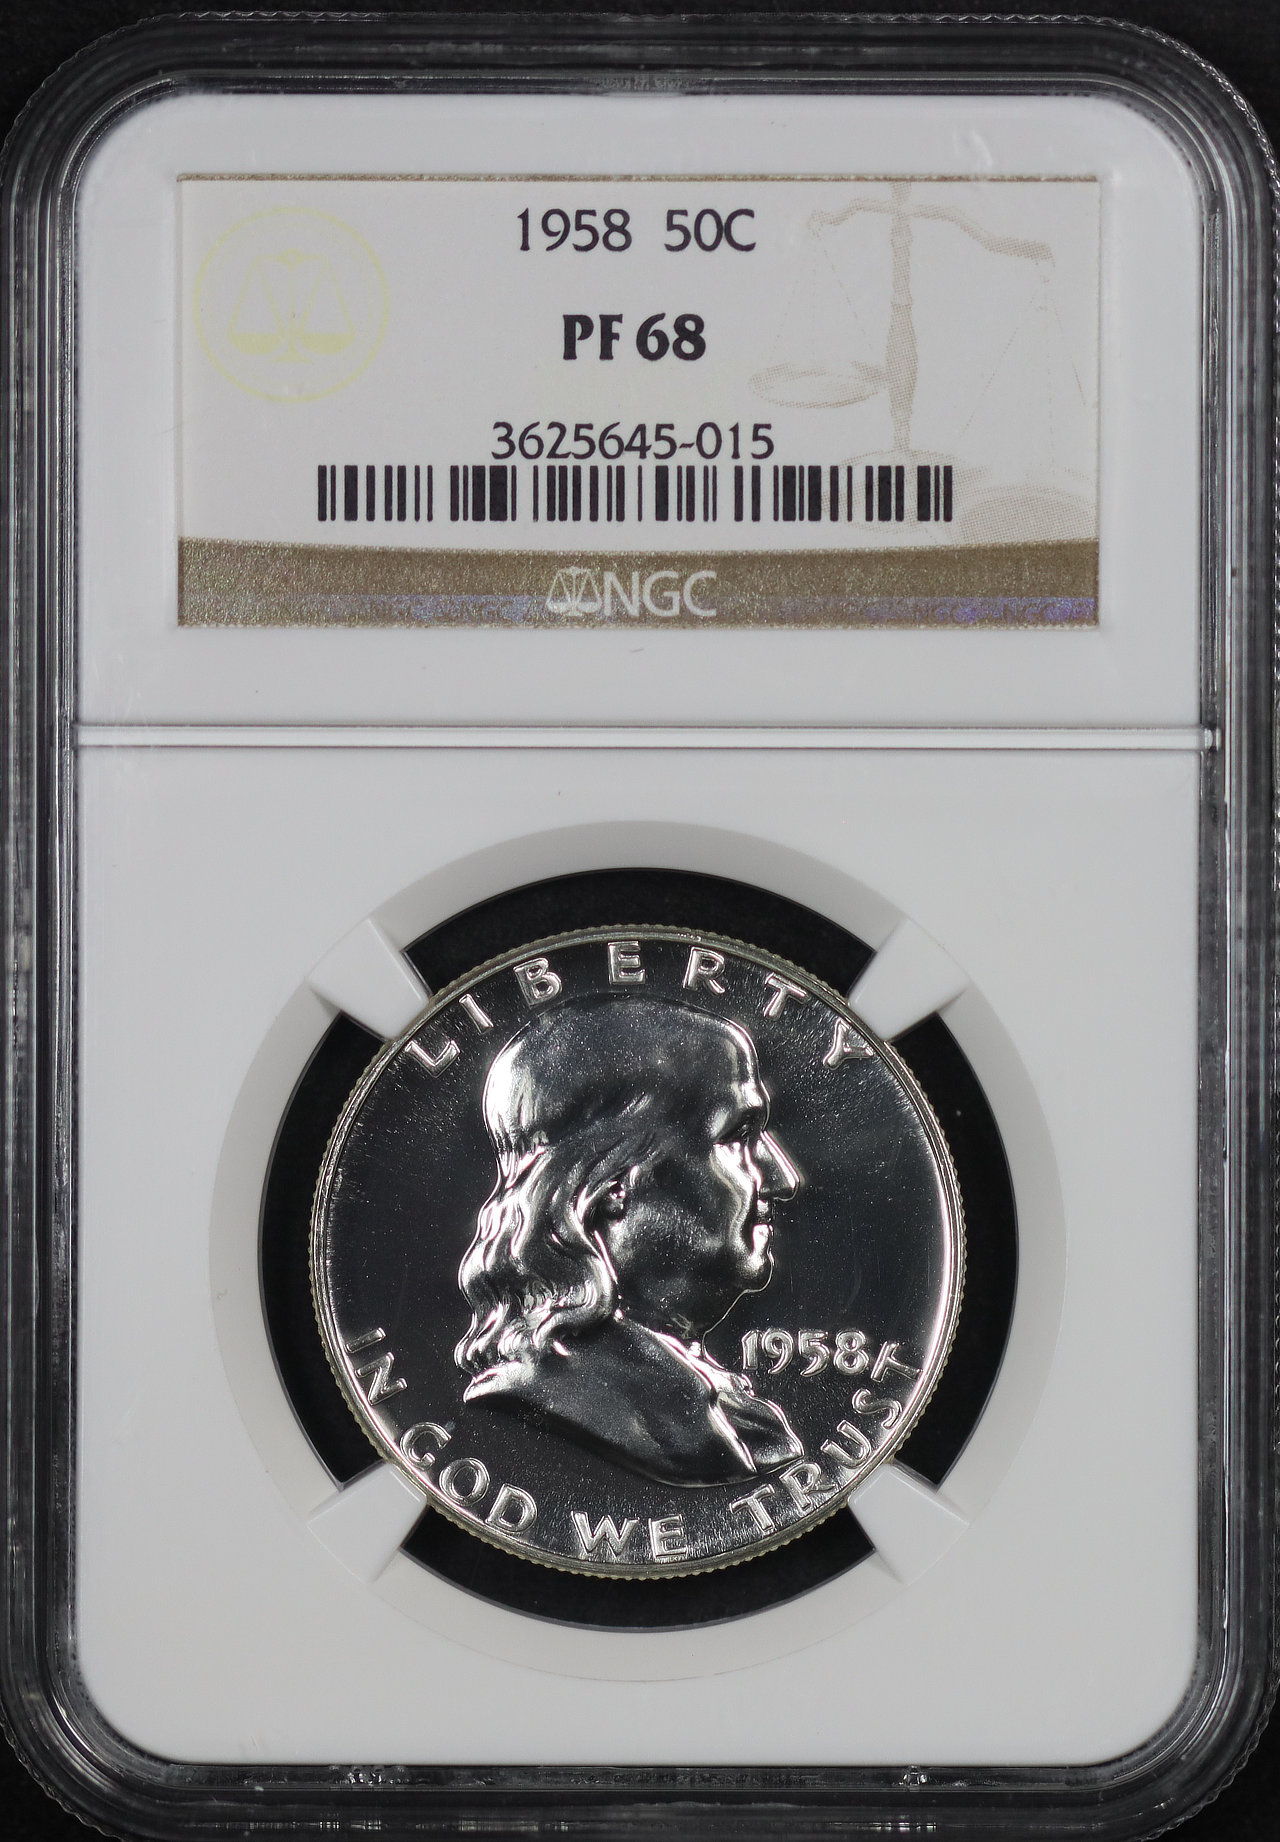 1958 50C
PF 68
3625645-015
NGC
LIBERTY
1958
IN GOD WE TRUST